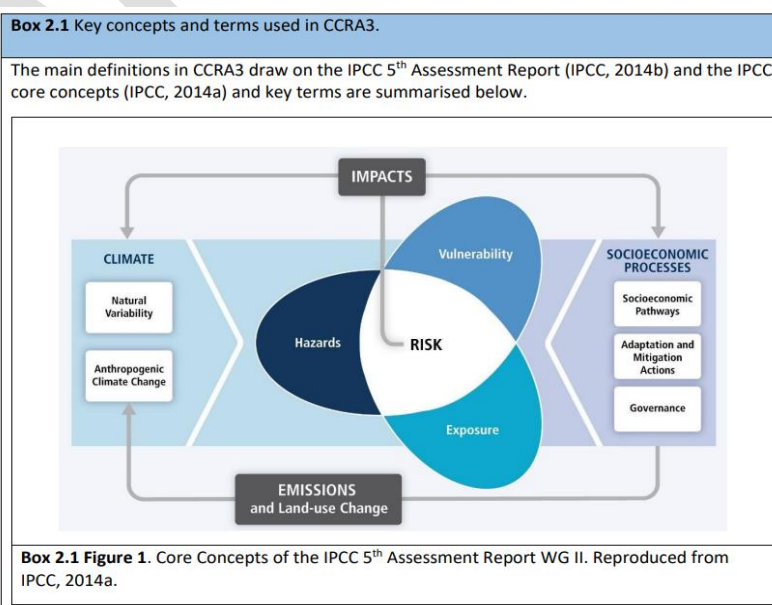 Box 2.1 Key concepts and terms used in CCRA3.
The main definitions in CCRA3 draw on the IPCC 5th Assessment Report (IPCC, 2014b) and the IPCC
core concepts (IPCC, 2014a) and key terms are summarised below.
IMPACTS
CLIMATE
Natural
Variability
Anthropogenic
Climate Change
Vulnerability
Hazards
RISK
Exposure
SOCIOECONOMIC
PROCESSES
Socioeconomic
Pathways
Adaptation and
Mitigation
Actions
Governance
EMISSIONS
and Land-use Change
Box 2.1 Figure 1. Core Concepts of the IPCC 5th Assessment Report WG II. Reproduced from
IPCC, 2014a.